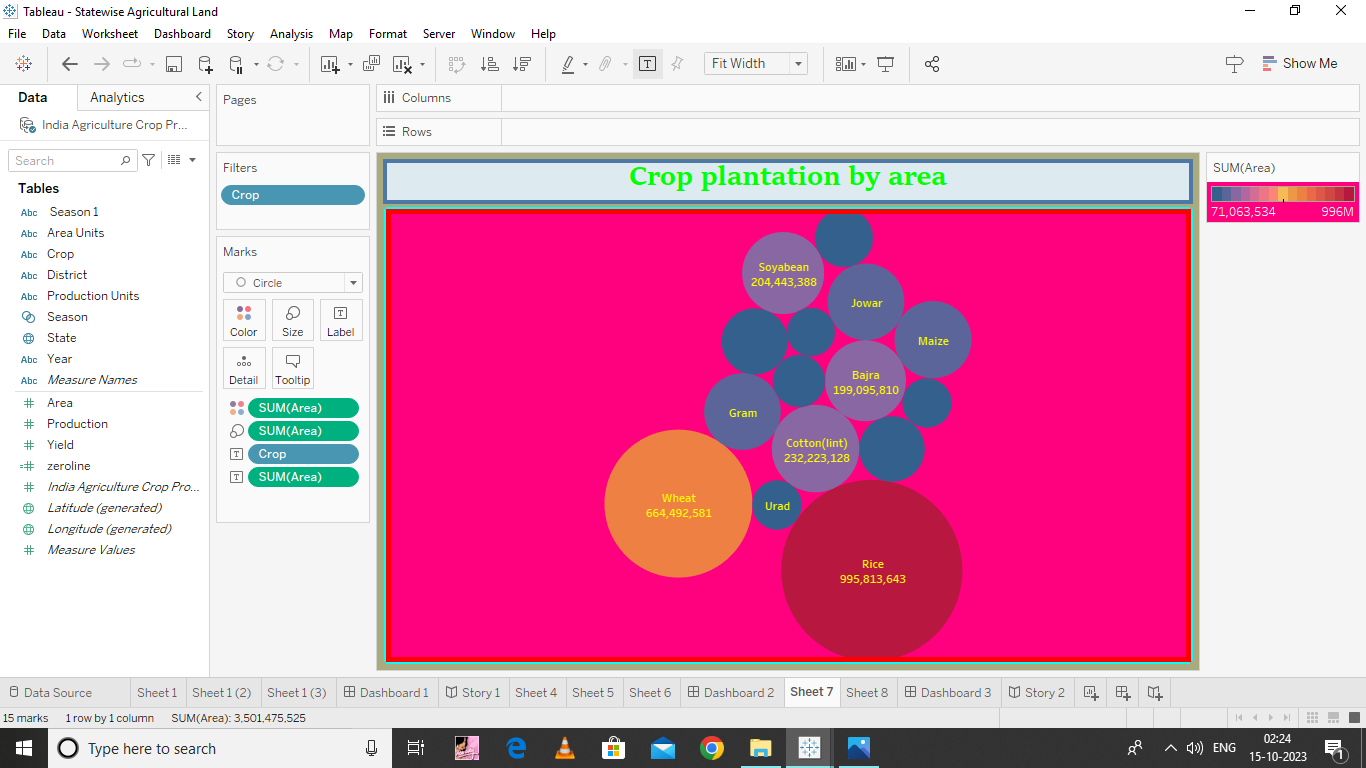 Tableau - Statewise Agricultural Land
File Data Worksheet Dashboard Story Analysis Map Format Server Window Help
Fit Width
Show Me
Data Analytics
India Agriculture Crop Pr...
Search
Tables
Abc Season 1
Abc Area Units
Abc Crop
Abc District
Abc Production Units
Season
State
Abc Year
Abc Measure Names
Area
Production
Yield
zeroline
India Agriculture Crop Pro...
Latitude (generated)
Longitude (generated)
Measure Values
Pages
Filters
Crop
Marks
Circle
Color Size Label
Detail Tooltip
SUM(Area)
SUM(Area)
Crop
SUM(Area)
Columns
Rows
Crop plantation by area
Soyabean
204,443,388
Jowar
Maize
Bajra
199,095,810
Gram
Cotton(lint)
232,223,128
Wheat
664,492,581
Urad
Rice
995,813,643
SUM(Area)
71,063,534 996M
Data Source Sheet 1 Sheet 1 (2) Sheet 1 (3) Dashboard 1 Story 1 Sheet 4 Sheet 5 Sheet 6 Dashboard 2 Sheet 7 Sheet 8 Dashboard 3 Story 2
15 marks 1 row by 1 column SUM(Area): 3,501,475,525
Type here to search
ENG
02:24
15-10-2023
1